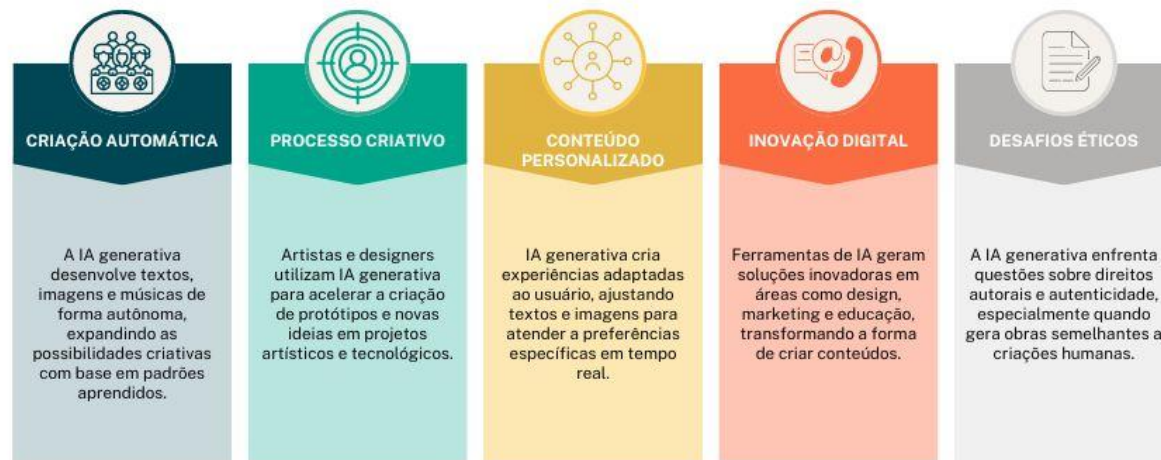 CRIAÇÃO AUTOMÁTICA
A IA generativa
desenvolve textos,
imagens e músicas de
forma autônoma,
expandindo as
possibilidades criativas
com base em padrões
aprendidos.
PROCESSO CRIATIVO
Artistas e designers
utilizam IA generativa
para acelerar a criação
de protótipos e novas
ideias em projetos
artísticos e tecnológicos.
CONTEÚDO
PERSONALIZADO
IA generativa cria
experiências adaptadas
ao usuário, ajustando
textos e imagens para
atender a preferências
específicas em tempo
real.
INOVAÇÃO DIGITAL
Ferramentas de IA geram
soluções inovadoras em
áreas como design,
marketing e educação,
transformando a forma
de criar conteúdos.
DESAFIOS ÉTICOS
A IA generativa enfrenta
questões sobre direitos
autorais e autenticidade,
especialmente quando
gera obras semelhantes a
criações humanas.